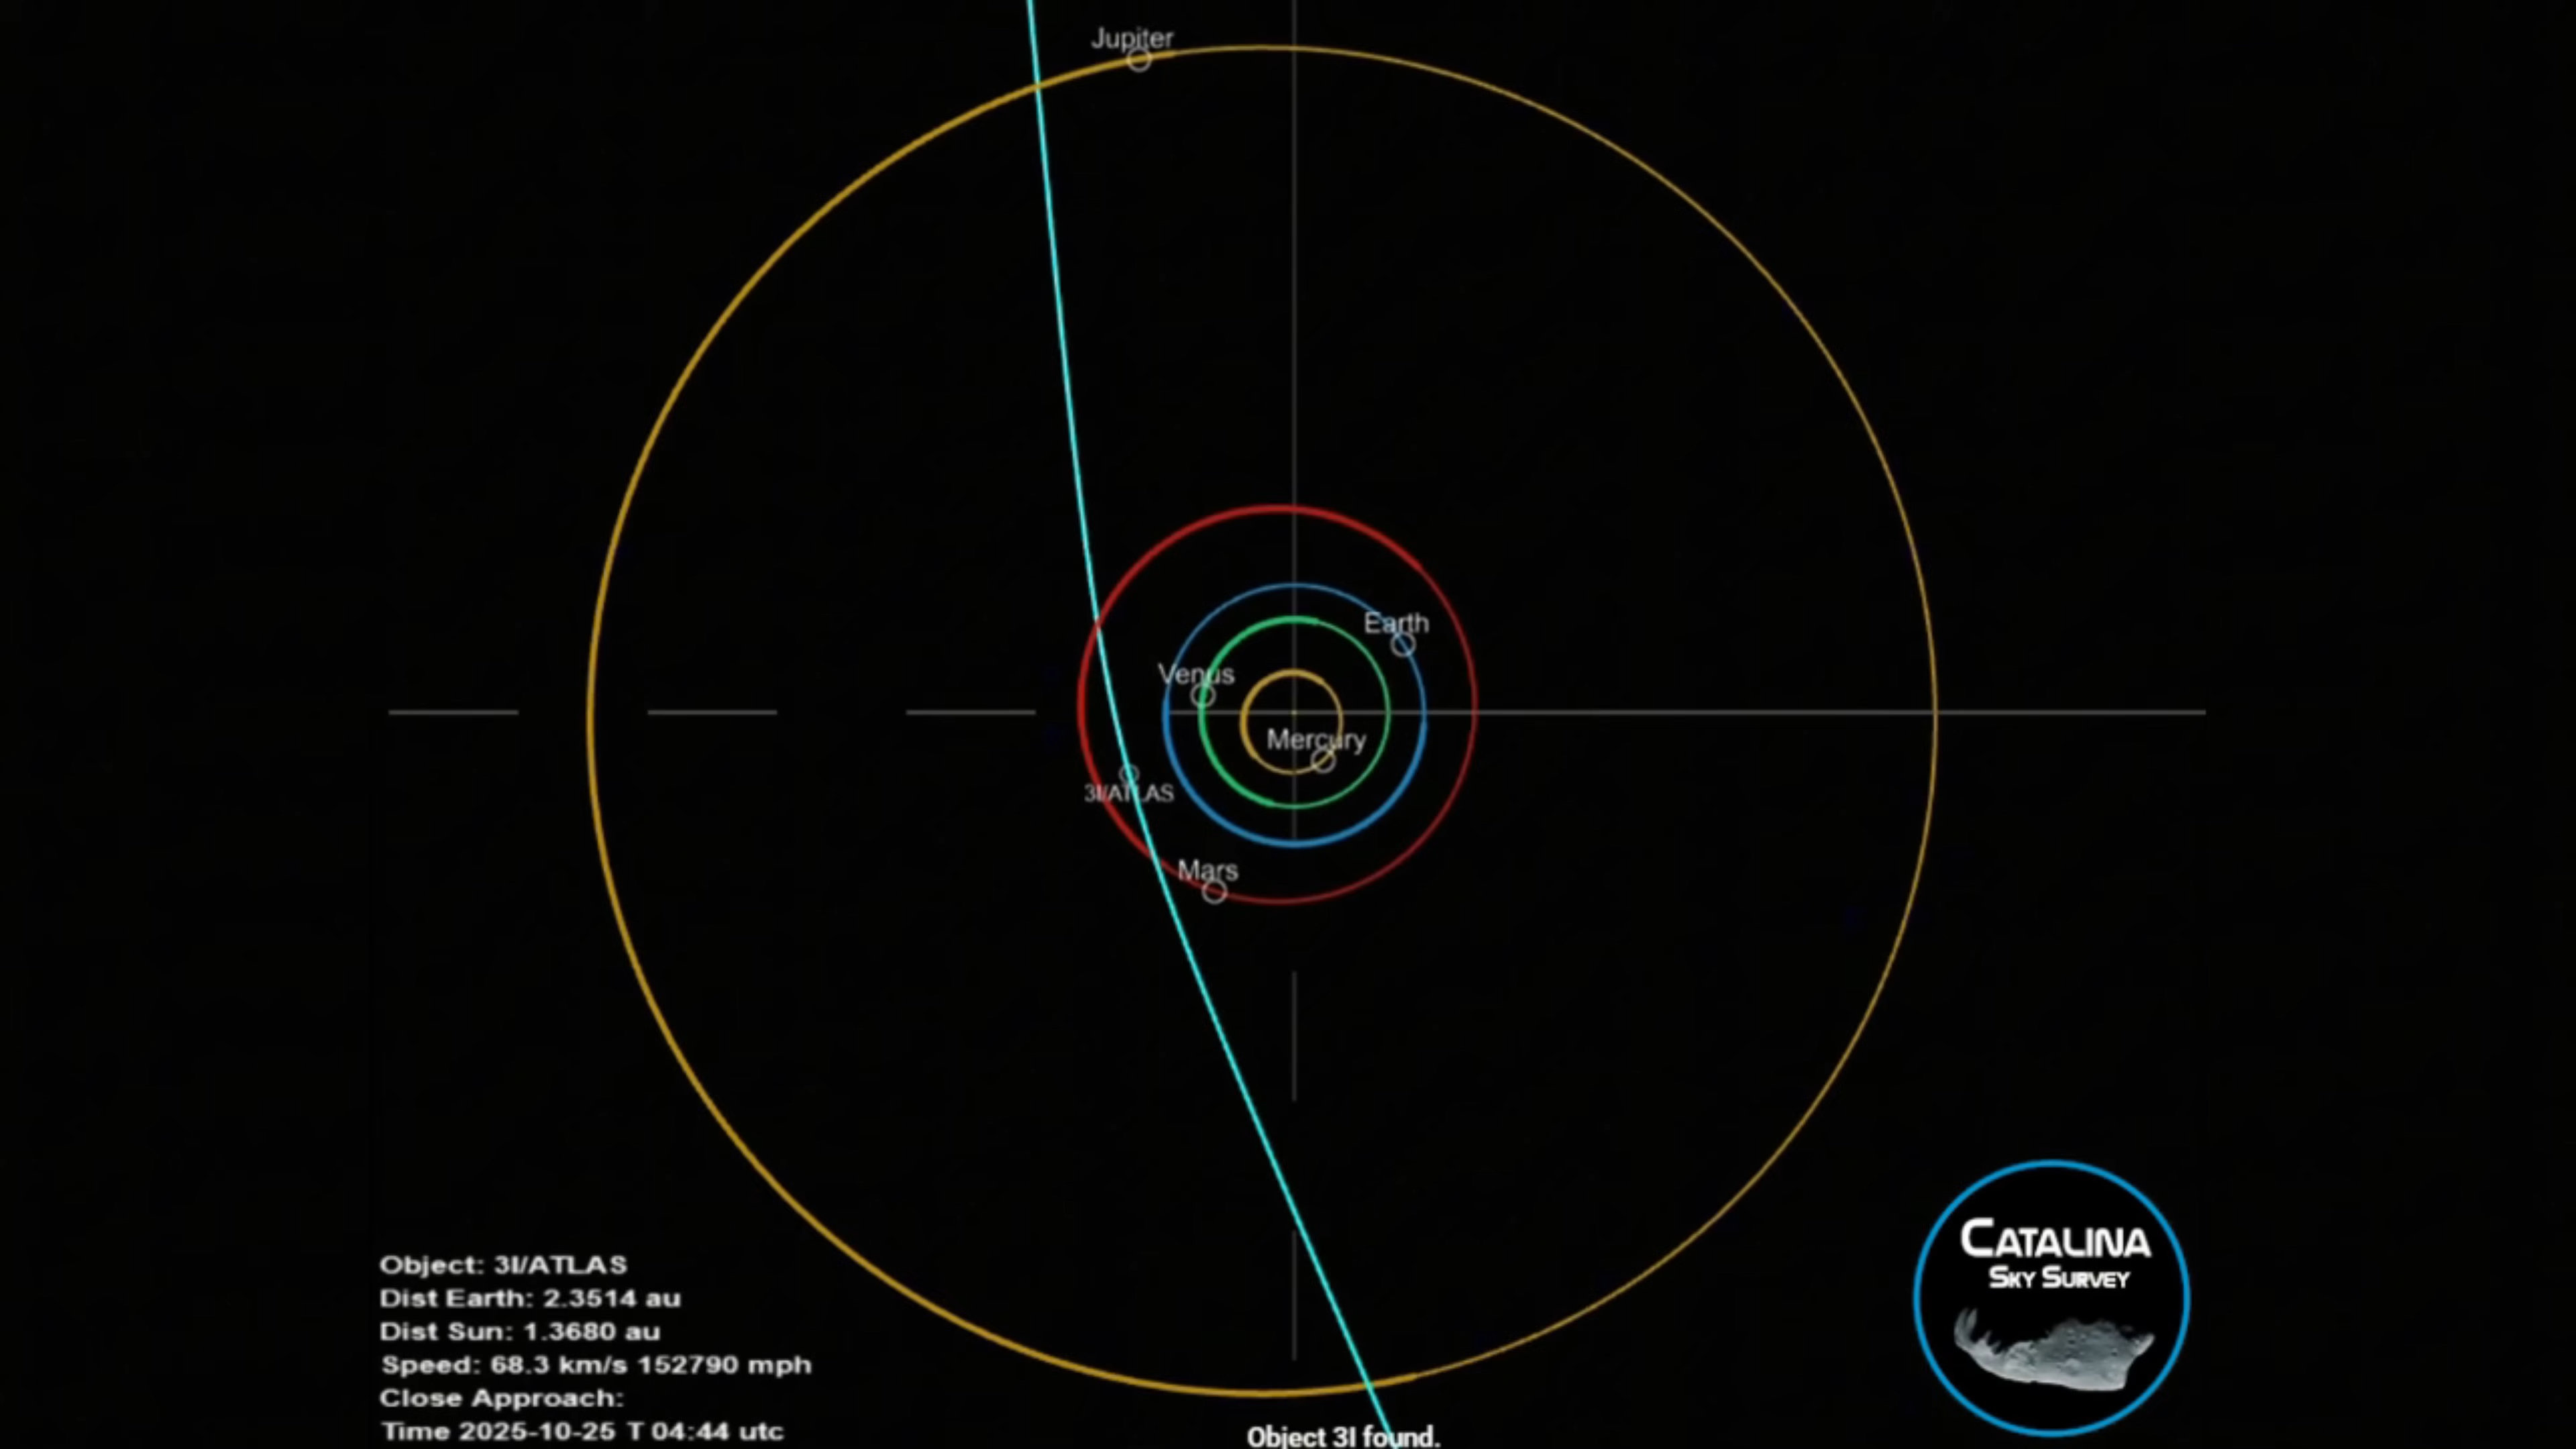 Jupiter
Earth
Venus
Mercury
3I/ATLAS
Mars
CATALINA
SKY SURVEY
Object: 3I/ATLAS
Dist Earth: 2.3514 au
Dist Sun: 1.3680 au
Speed: 68.3 km/s 152790 mph
Close Approach:
Time 2025-10-25 T 04:44 utc
Object 3I found.